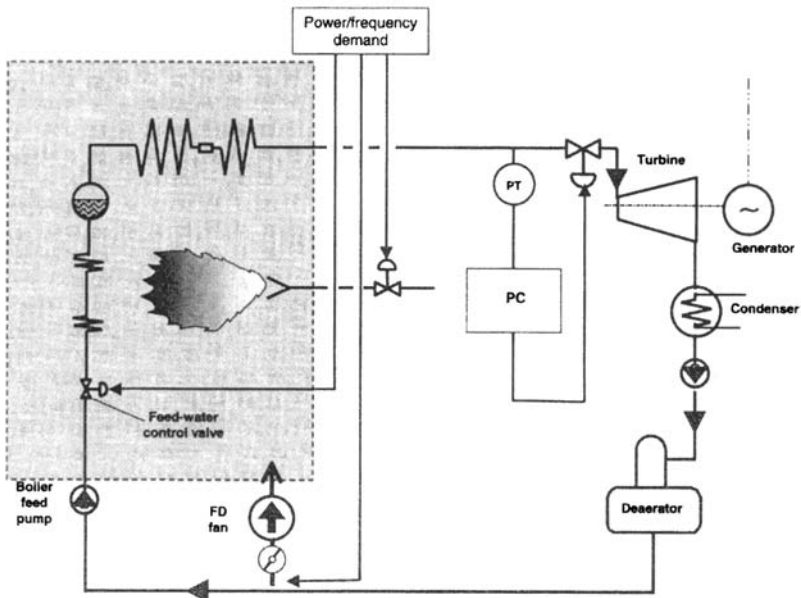 Power/frequency
demand
PT
Turbine
~
Generator
PC
Condenser
Feed-water
control valve
Boiler
feed
pump
FD
fan
Deaerator